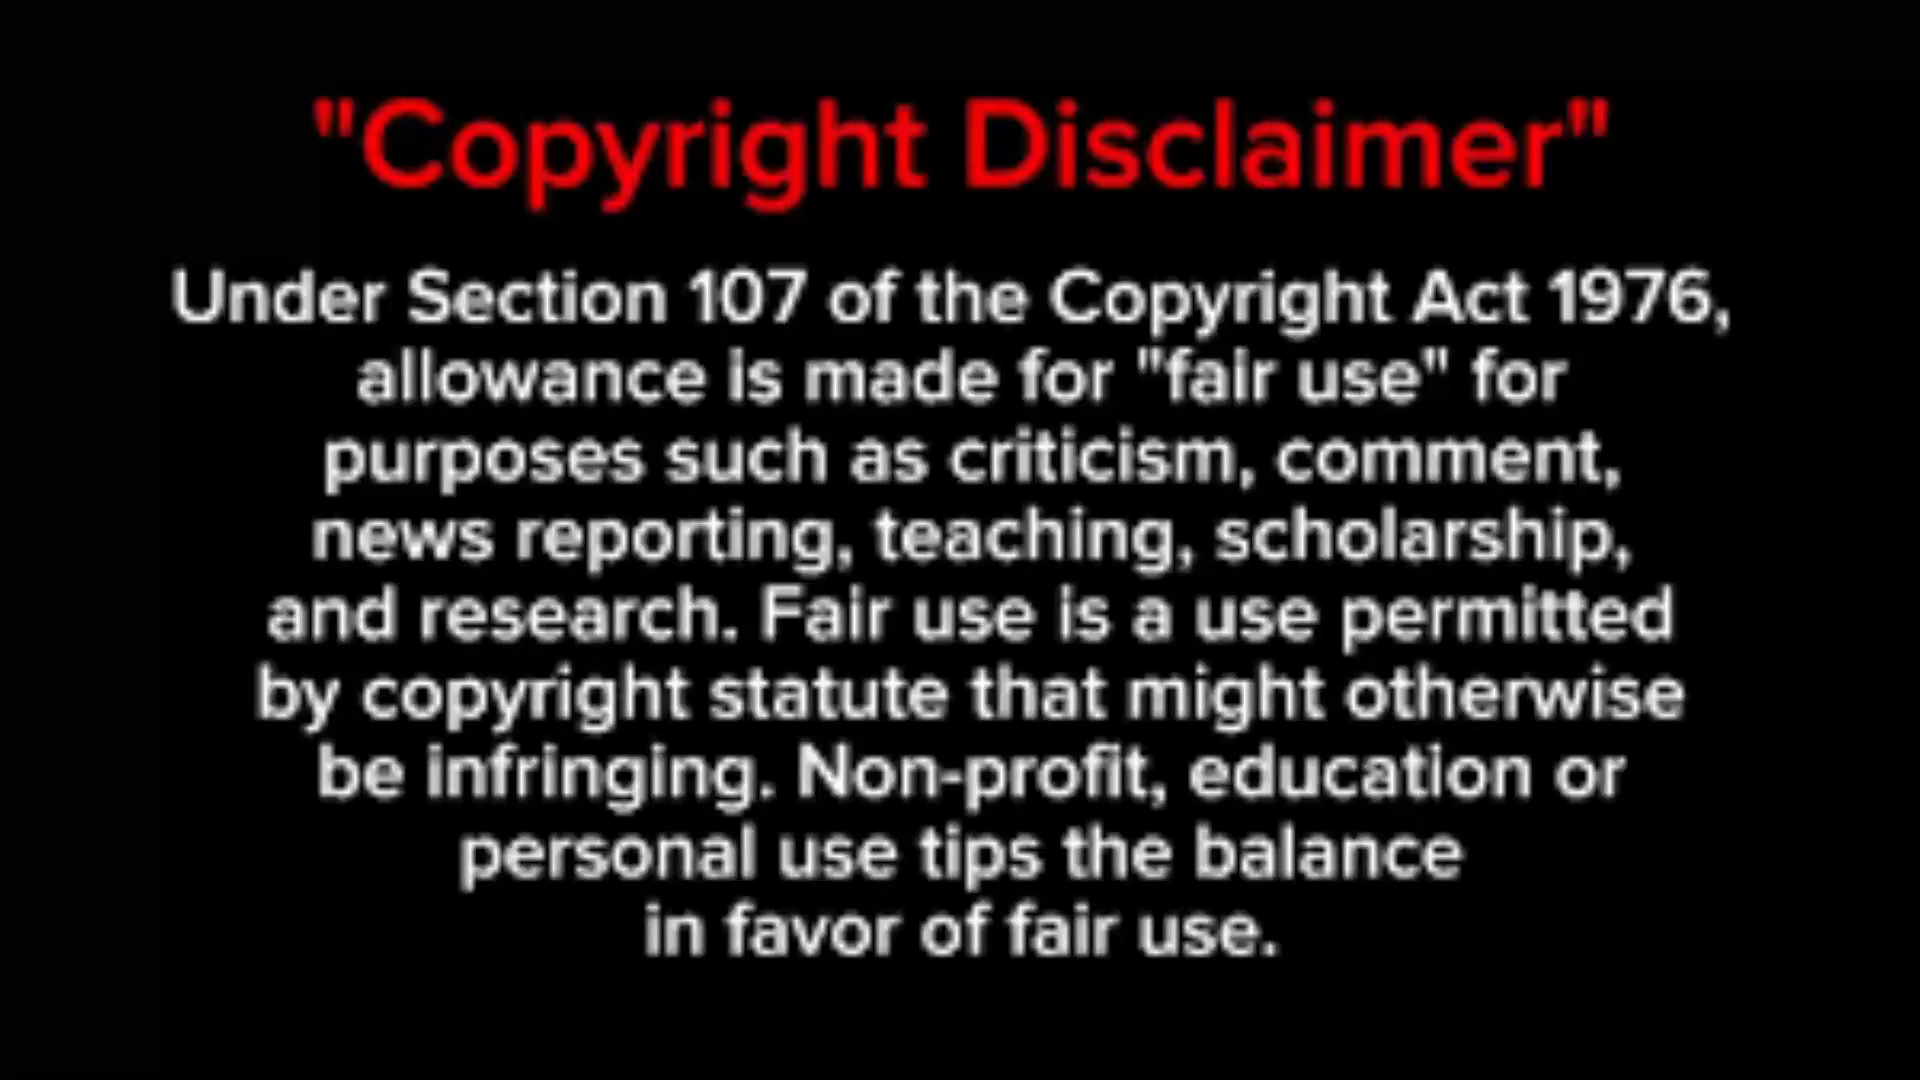 "Copyright Disclaimer"
Under Section 107 of the Copyright Act 1976,
allowance is made for "fair use" for
purposes such as criticism, comment,
news reporting, teaching, scholarship,
and research. Fair use is a use permitted
by copyright statute that might otherwise
be infringing. Non-profit, education or
personal use tips the balance
in favor of fair use.